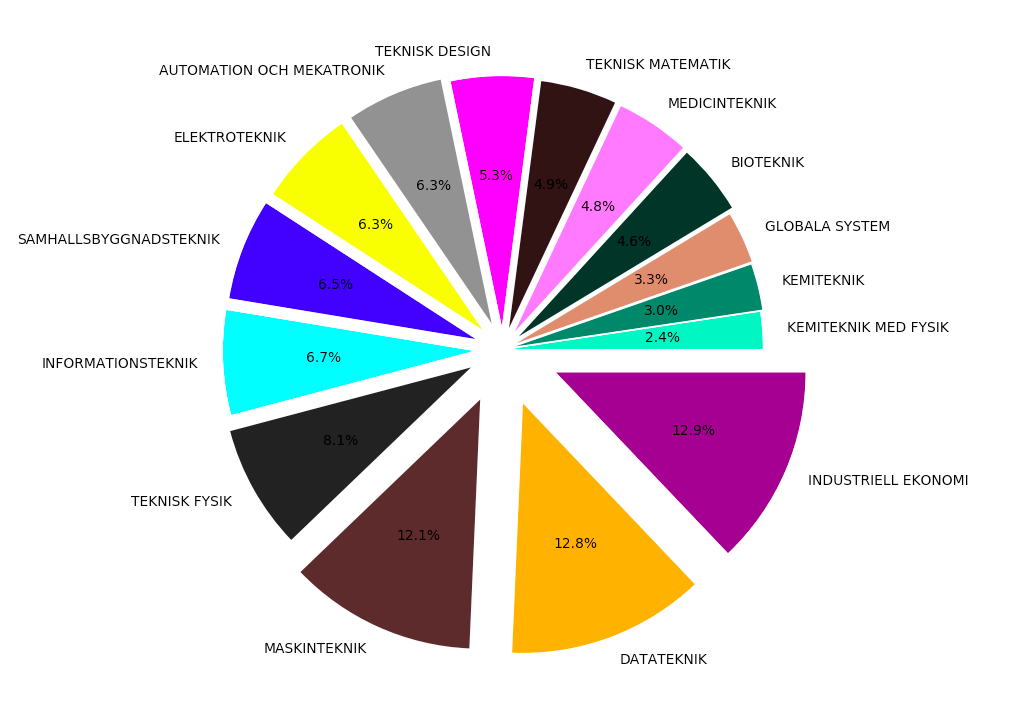 TEKNISK DESIGN
TEKNISK MATEMATIK
AUTOMATION OCH MEKATRONIK
MEDICINTEKNIK
ELEKTROTEKNIK
BIOTEKNIK
5.3%
4.9%
6.3%
4.8%
6.3%
GLOBALA SYSTEM
SAMHALLSBYGGNADSTEKNIK
4.6%
3.3%
KEMITEKNIK
6.5%
3.0%
KEMITEKNIK MED FYSIK
2.4%
INFORMATIONSTEKNIK
6.7%
12.9%
8.1%
INDUSTRIELL EKONOMI
TEKNISK FYSIK
12.1%
12.8%
MASKINTEKNIK
DATATEKNIK